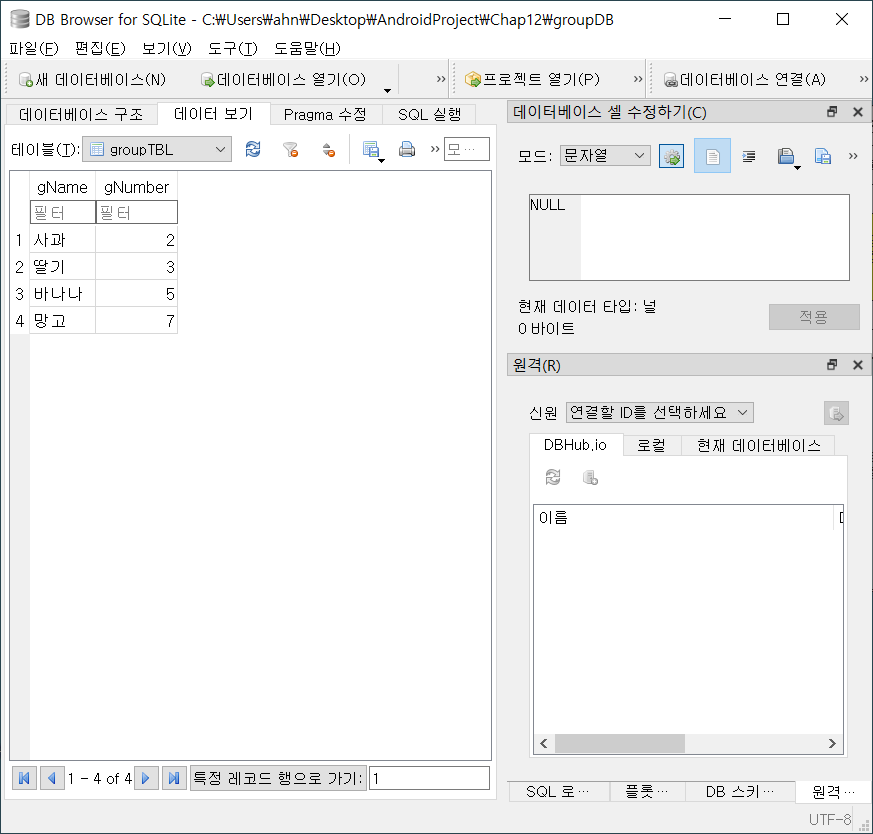 DB Browser for SQLite - C:₩Users₩ahn₩Desktop₩AndroidProject₩Chap12₩groupDB
파일(F) 편집(E) 보기(V) 도구(T) 도움말(H)
새 데이터베이스(N) 데이터베이스 열기(O) » 프로젝트 열기(P) » 데이터베이스 연결(A) »
데이터베이스 구조 데이터 보기 Pragma 수정 SQL 실행
테이블(T): groupTBL » 모…
gName gNumber
필터 필터
1 사과 2
2 딸기 3
3 바나나 5
4 망고 7
1 - 4 of 4 특정 레코드 행으로 가기: 1
데이터베이스 셀 수정하기(C)
모드: 문자열 »
NULL
현재 데이터 타입: 널
0 바이트
적용
원격(R)
신원 연결할 ID를 선택하세요
DBHub.io 로컬 현재 데이터베이스
이름
SQL 로… 플롯… DB 스키… 원격…
UTF-8